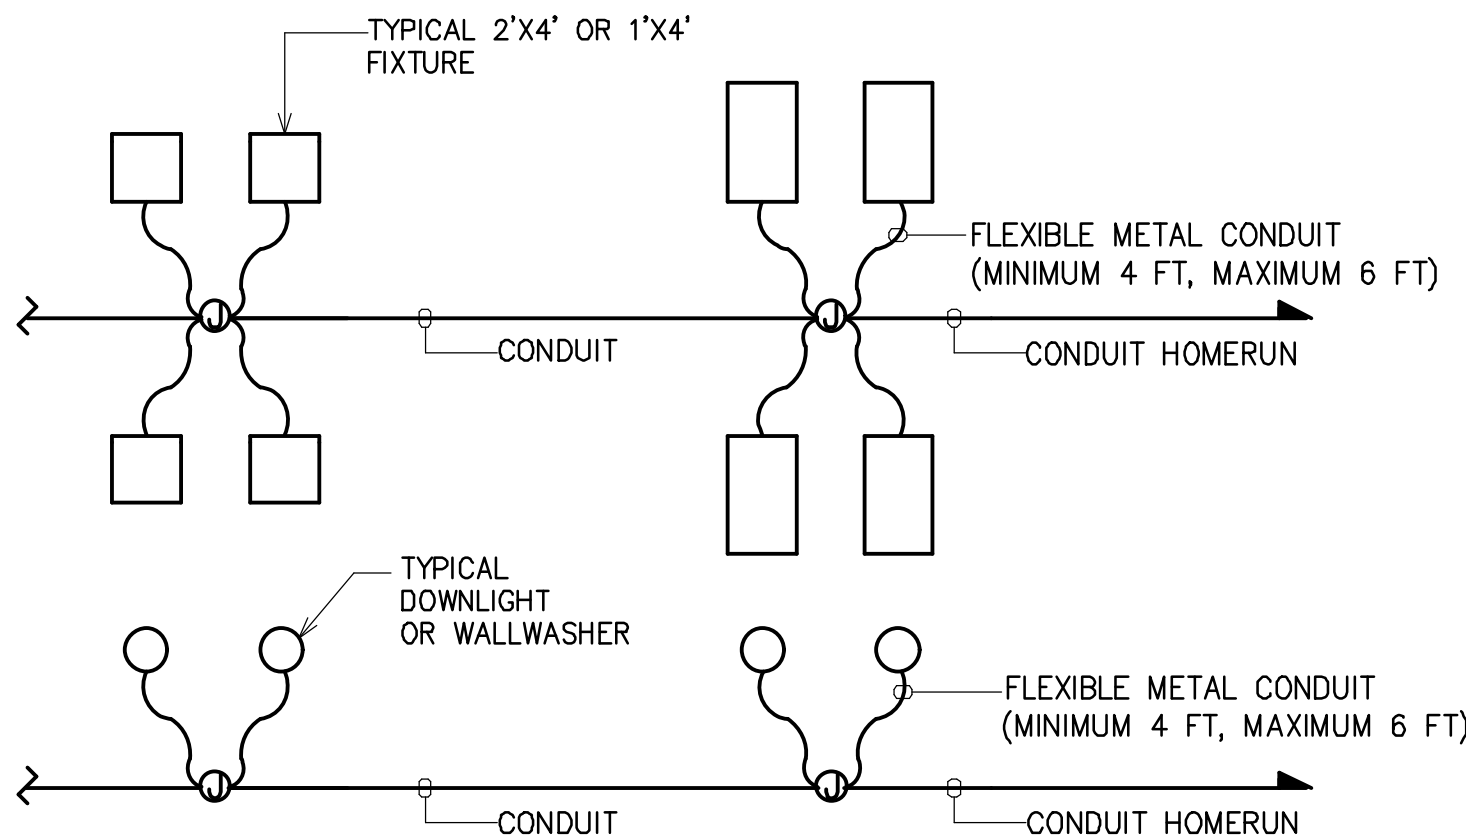 TYPICAL 2'X4' OR 1'X4'
FIXTURE
FLEXIBLE METAL CONDUIT
(MINIMUM 4 FT, MAXIMUM 6 FT)
J
J
CONDUIT
CONDUIT HOMERUN
TYPICAL
DOWNLIGHT
OR WALLWASHER
FLEXIBLE METAL CONDUIT
(MINIMUM 4 FT, MAXIMUM 6 FT)
J
J
CONDUIT
CONDUIT HOMERUN